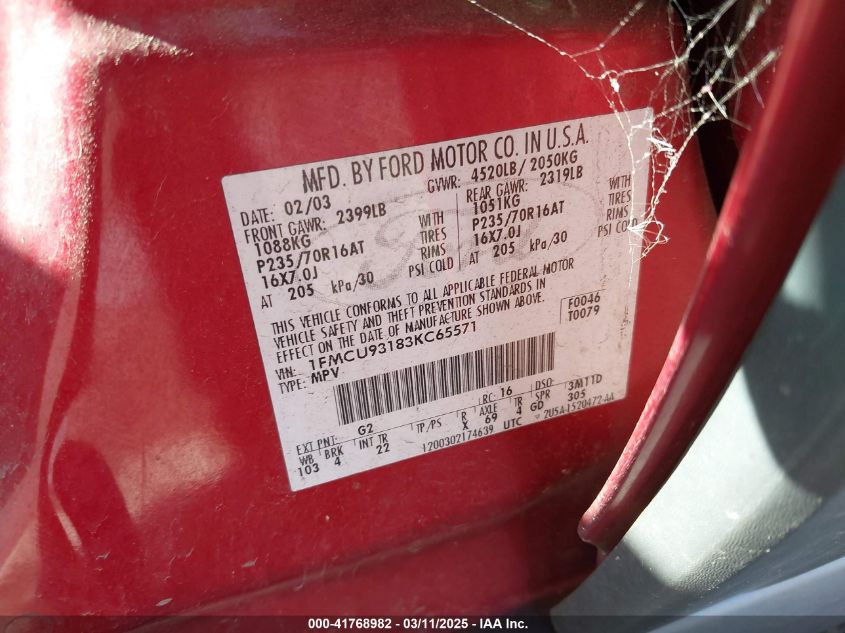 MFD. BY FORD MOTOR CO. IN U.S.A.
DATE: 02/03 GVWR: 4520LB/ 2050KG
FRONT GAWR: 2399LB REAR GAWR: 2319LB
1088KG WITH 1051KG WITH
P235/70R16AT TIRES P235/70R16AT TIRES
16X7.0J RIMS 16X7.0J RIMS
AT 205 kPa/30 PSI COLD AT 205 kPa/30 PSI COLD
THIS VEHICLE CONFORMS TO ALL APPLICABLE FEDERAL MOTOR
VEHICLE SAFETY AND THEFT PREVENTION STANDARDS IN
EFFECT ON THE DATE OF MANUFACTURE SHOWN ABOVE.
F0046
T0079
VIN: 1FMCU93183KC65571
TYPE: MPV
EXT PNT: G2 RC: 16 DSO:
WB BRK INT TR TP/PS R AXLE TR SPR 3M1TD
103 4 22 X 69 4 GD 305
1200302174639 UTC 2U5A-1520472-AA
Ford
000-41768982 - 03/11/2025 - IAA Inc.